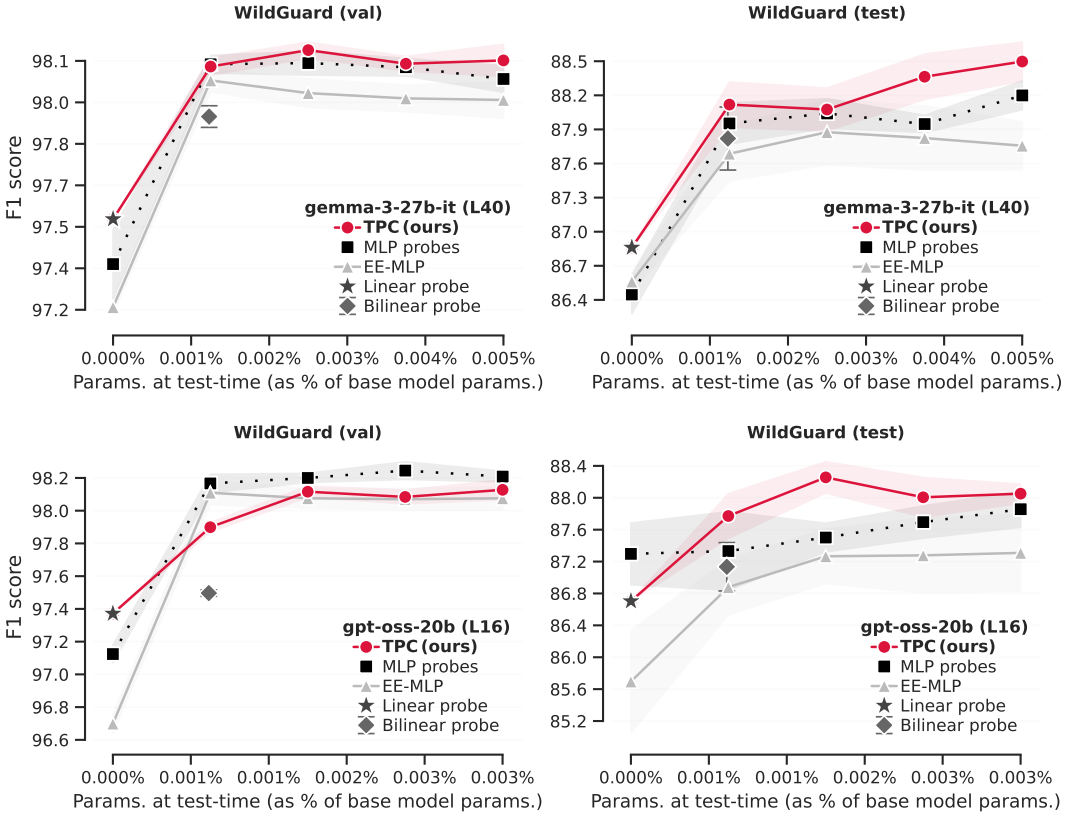 WildGuard (val)
F1 score
98.1
98.0
97.8
97.7
97.5
97.4
97.2
gemma-3-27b-it (L40)
TPC (ours)
MLP probes
EE-MLP
Linear probe
Bilinear probe
0.000%
0.001%
0.002%
0.003%
0.004%
0.005%
Params. at test-time (as % of base model params.)
WildGuard (test)
88.5
88.2
87.9
87.6
87.3
87.0
86.7
86.4
gemma-3-27b-it (L40)
TPC (ours)
MLP probes
EE-MLP
Linear probe
Bilinear probe
0.000%
0.001%
0.002%
0.003%
0.004%
0.005%
Params. at test-time (as % of base model params.)
WildGuard (val)
F1 score
98.2
98.0
97.8
97.6
97.4
97.2
97.0
96.8
96.6
gpt-oss-20b (L16)
TPC (ours)
MLP probes
EE-MLP
Linear probe
Bilinear probe
0.000%
0.001%
0.001%
0.002%
0.003%
0.003%
Params. at test-time (as % of base model params.)
WildGuard (test)
88.4
88.0
87.6
87.2
86.8
86.4
86.0
85.6
85.2
gpt-oss-20b (L16)
TPC (ours)
MLP probes
EE-MLP
Linear probe
Bilinear probe
0.000%
0.001%
0.001%
0.002%
0.003%
0.003%
Params. at test-time (as % of base model params.)